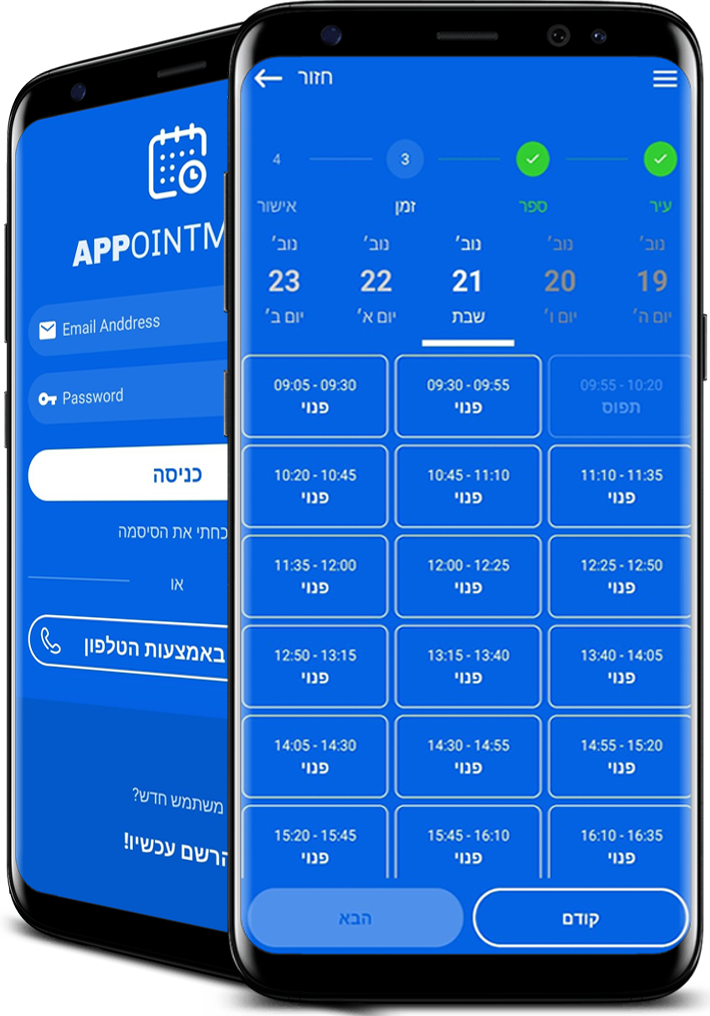 APPOINTM
Email Anddress
Password
כניסה
כחתי את הסיסמה
או
באמצעות הטלפון
משתמש חדש?
הרשם עכשיו!
חזור
3 4
עיר ספר זמן אישור
נוב׳ נוב׳ נוב׳ נוב׳ נוב׳
19 20 21 22 23
יום ה׳ יום ו׳ שבת יום א׳ יום ב׳
09:05 - 09:30 09:30 - 09:55 09:55 - 10:20
פנוי פנוי תפוס
10:20 - 10:45 10:45 - 11:10 11:10 - 11:35
פנוי פנוי פנוי
11:35 - 12:00 12:00 - 12:25 12:25 - 12:50
פנוי פנוי פנוי
12:50 - 13:15 13:15 - 13:40 13:40 - 14:05
פנוי פנוי פנוי
14:05 - 14:30 14:30 - 14:55 14:55 - 15:20
פנוי פנוי פנוי
15:20 - 15:45 15:45 - 16:10 16:10 - 16:35
פנוי פנוי פנוי
קודם הבא